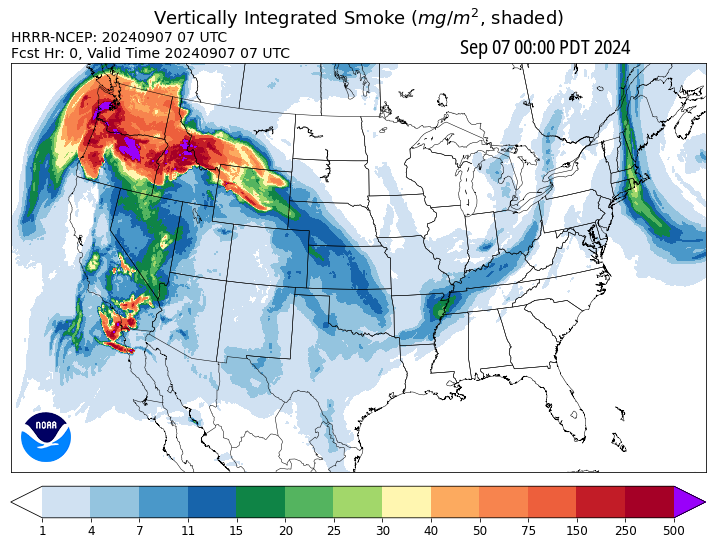 Vertically Integrated Smoke (mg/m², shaded)
HRRR-NCEP: 20240907 07 UTC
Fcst Hr: 0, Valid Time 20240907 07 UTC
Sep 07 00:00 PDT 2024
NOAA
1 4 7 11 15 20 25 30 40 50 75 150 250 500